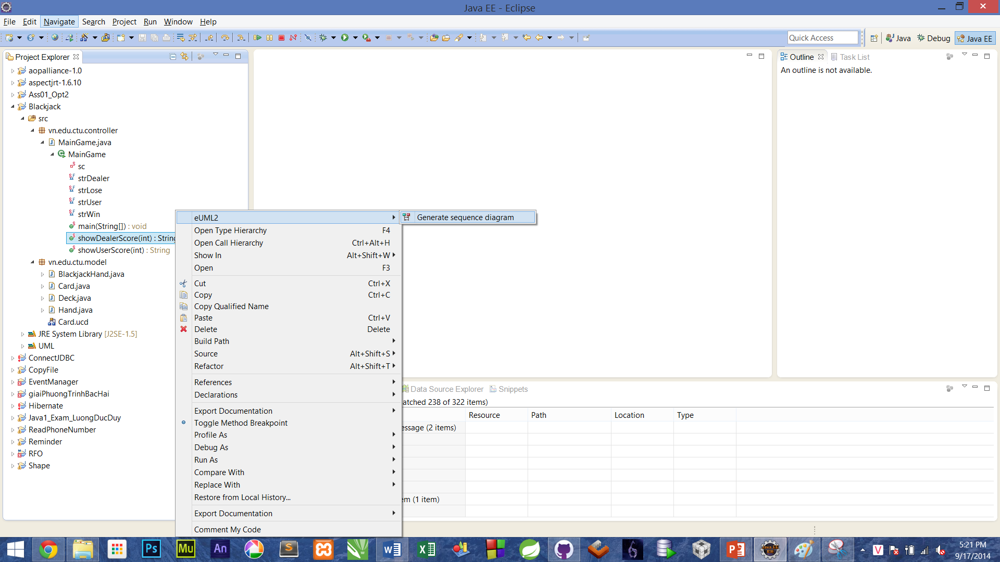 Java EE - Eclipse
File Edit Navigate Search Project Run Window Help
Quick Access Java Debug Java EE
Project Explorer
aopalliance-1.0
aspectjrt-1.6.10
Ass01_Opt2
Blackjack
src
vn.edu.ctu.controller
MainGame.java
MainGame
sc
strDealer
strLose
strUser
strWin
main(String[]) : void
showDealerScore(int) : String
showUserScore(int) : String
vn.edu.ctu.model
BlackjackHand.java
Card.java
Deck.java
Hand.java
Card.ucd
JRE System Library [J2SE-1.5]
UML
ConnectJDBC
CopyFile
EventManager
giaiPhuongTrinhBacHai
Hibernate
Java1_Exam_LuongDucDuy
ReadPhoneNumber
Reminder
RFO
Shape
eUML2
Generate sequence diagram
Open Type Hierarchy F4
Open Call Hierarchy Ctrl+Alt+H
Show In Alt+Shift+W
Open F3
Cut Ctrl+X
Copy Ctrl+C
Copy Qualified Name
Paste Ctrl+V
Delete Delete
Build Path
Source Alt+Shift+S
Refactor Alt+Shift+T
References
Declarations
Export Documentation
Toggle Method Breakpoint
Profile As
Debug As
Run As
Compare With
Replace With
Restore from Local History...
Export Documentation
Comment My Code
Outline Task List
An outline is not available.
Data Source Explorer Snippets
atched 238 of 322 items)
Resource Path Location Type
essage (2 items)
em (1 item)
Ps Mu An S W X P Java EE IDE V
5:21 PM
9/17/2014